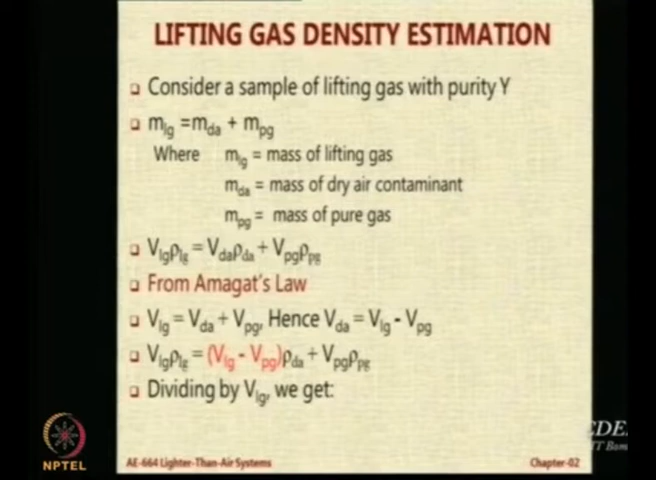 LIFTING GAS DENSITY ESTIMATION
Consider a sample of lifting gas with purity Y
m_lg =m_da + m_pg
Where m_lg = mass of lifting gas
m_da = mass of dry air contaminant
m_pg = mass of pure gas
V_lgρ_lg = V_daρ_da + V_pgρ_pg
From Amagat's Law
V_lg = V_da + V_pg, Hence V_da = V_lg - V_pg
V_lgρ_lg = (V_lg - V_pg)ρ_da + V_pgρ_pg
Dividing by V_lg, we get:
NPTEL
AE-664 Lighter-Than-Air Systems
Chapter-02